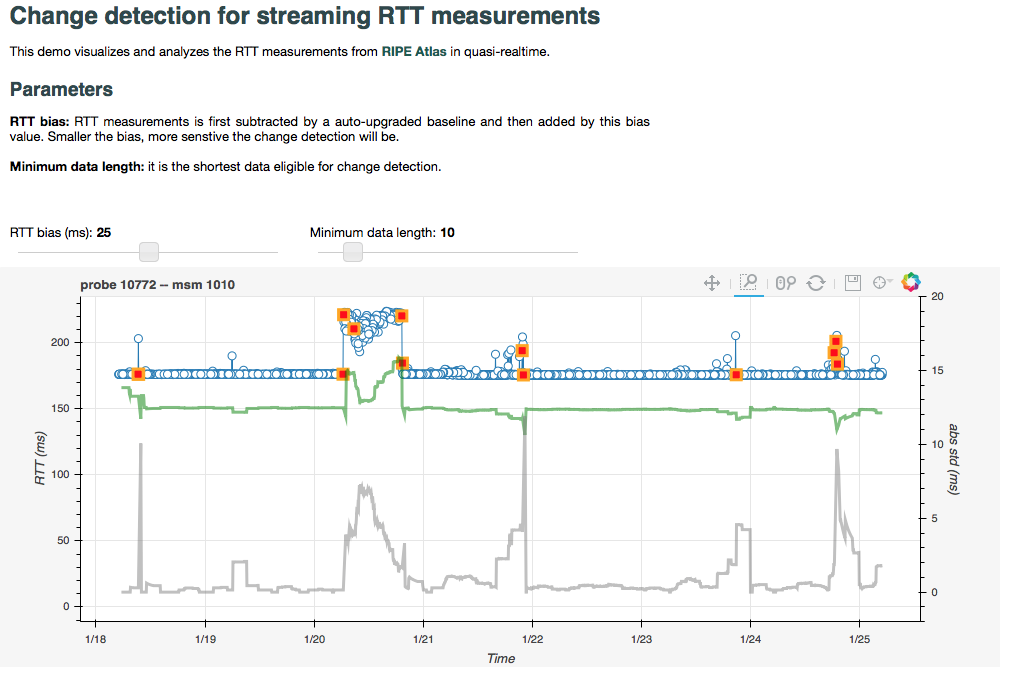 Change detection for streaming RTT measurements
This demo visualizes and analyzes the RTT measurements from RIPE Atlas in quasi-realtime.
Parameters
RTT bias: RTT measurements is first subtracted by a auto-upgraded baseline and then added by this bias
value. Smaller the bias, more senstive the change detection will be.
Minimum data length: it is the shortest data eligible for change detection.
RTT bias (ms): 25 Minimum data length: 10
probe 10772 – msm 1010
200
150
100
50
0
RTT (ms)
20
15
10
5
0
abs std (ms)
1/18 1/19 1/20 1/21 1/22 1/23 1/24 1/25
Time